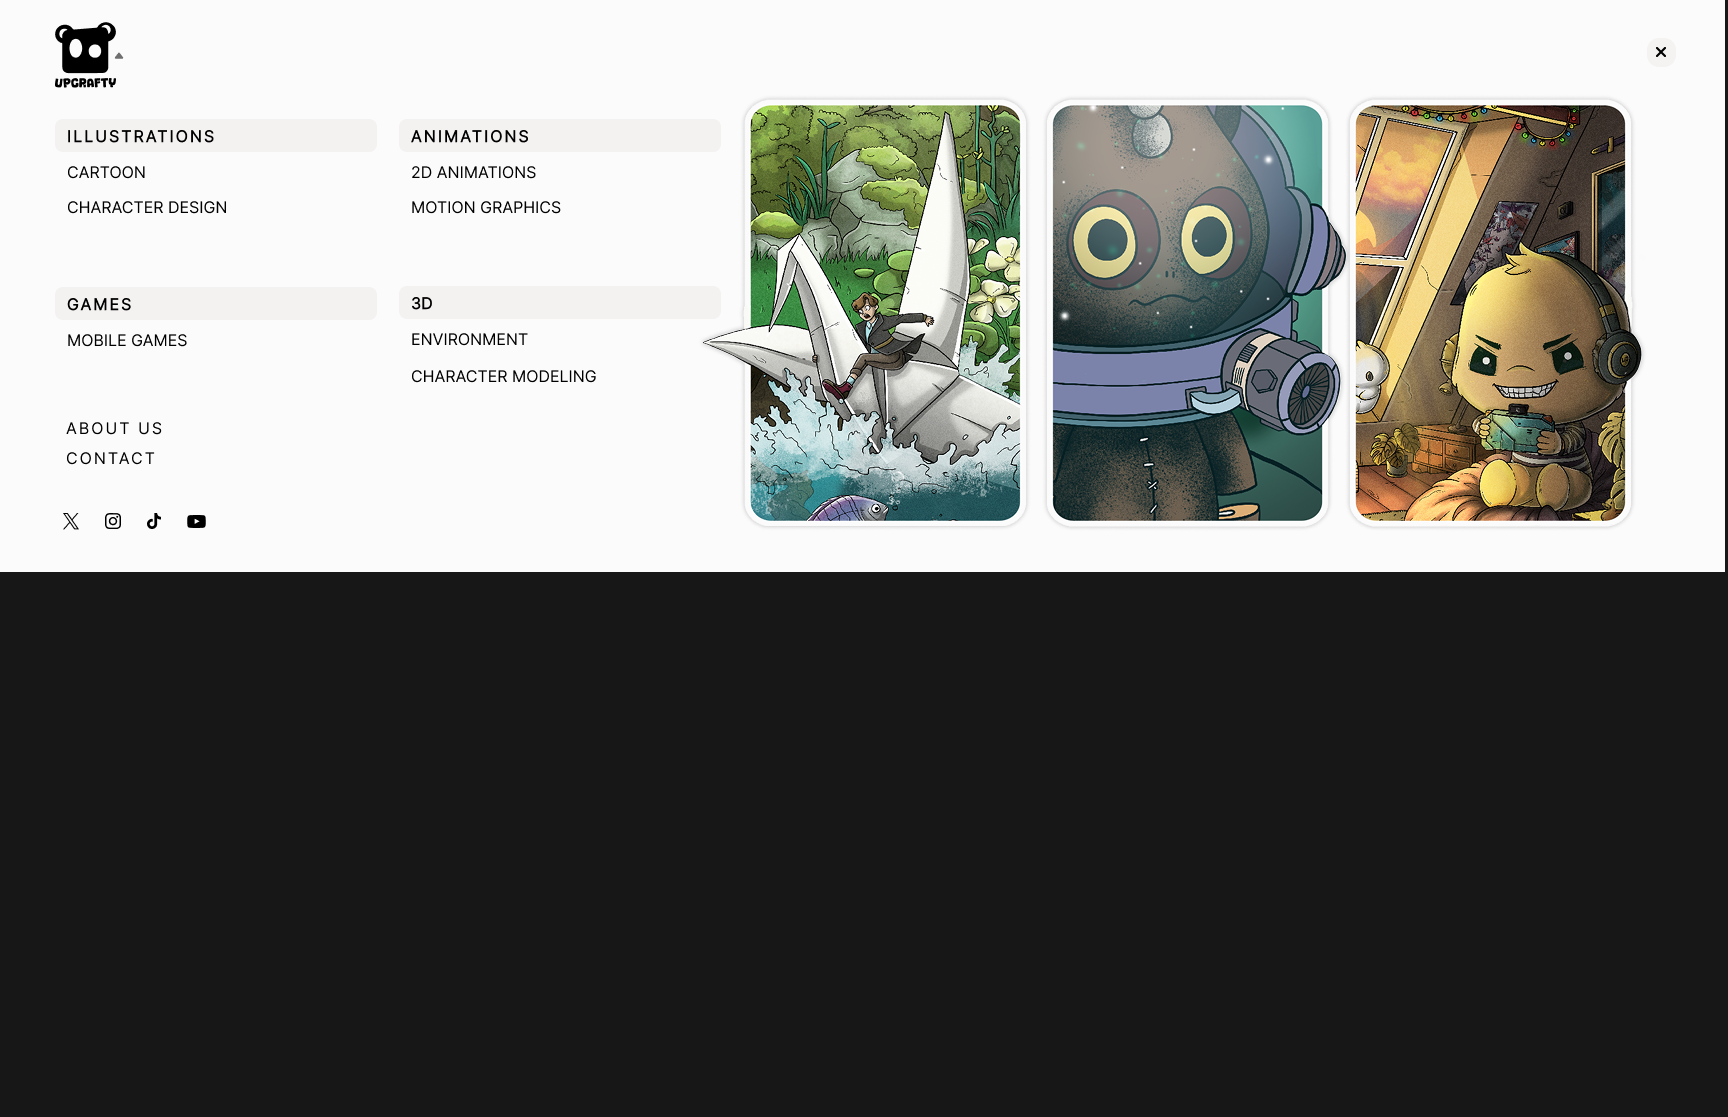 UPGRAFTY
ILLUSTRATIONS
CARTOON
CHARACTER DESIGN
ANIMATIONS
2D ANIMATIONS
MOTION GRAPHICS
GAMES
MOBILE GAMES
3D
ENVIRONMENT
CHARACTER MODELING
ABOUT US
CONTACT